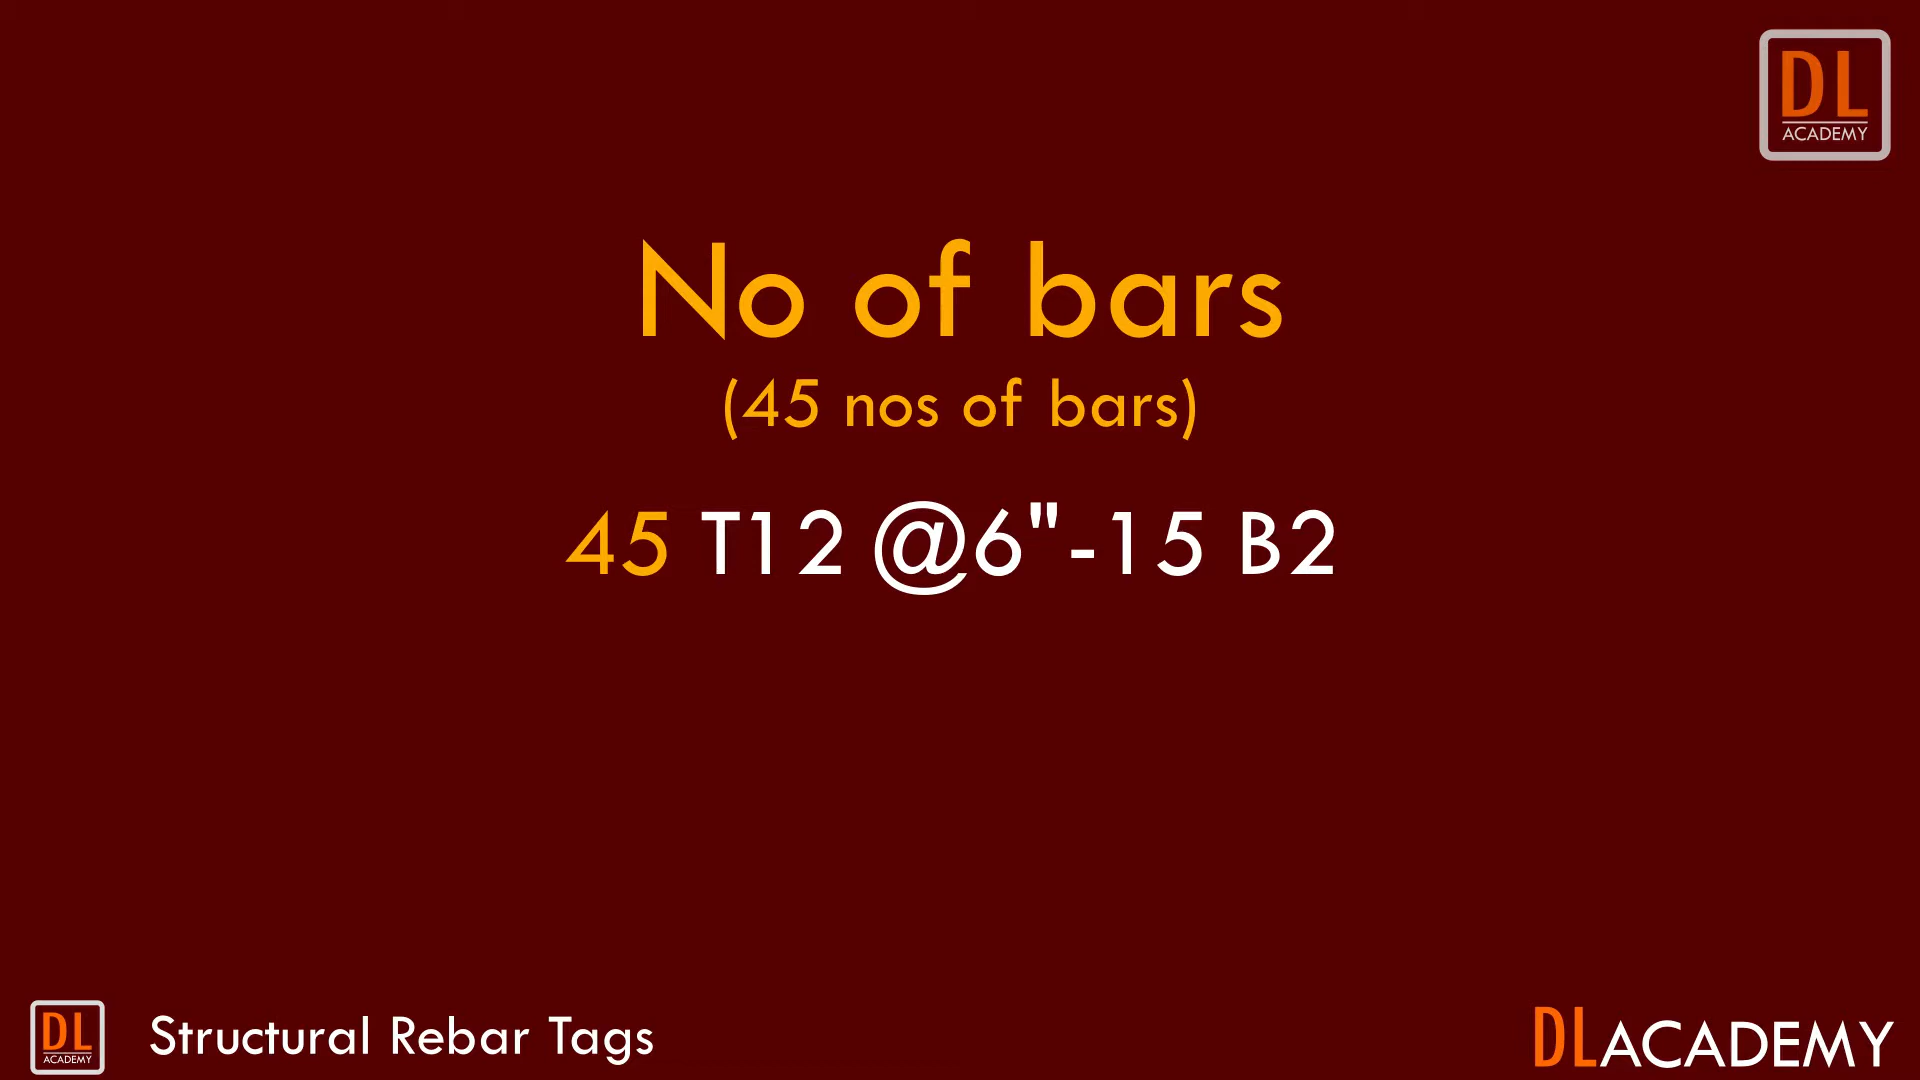 DL
ACADEMY
No of bars
(45 nos of bars)
45 T12 @6"-15 B2
DL
ACADEMY
Structural Rebar Tags
DLACADEMY